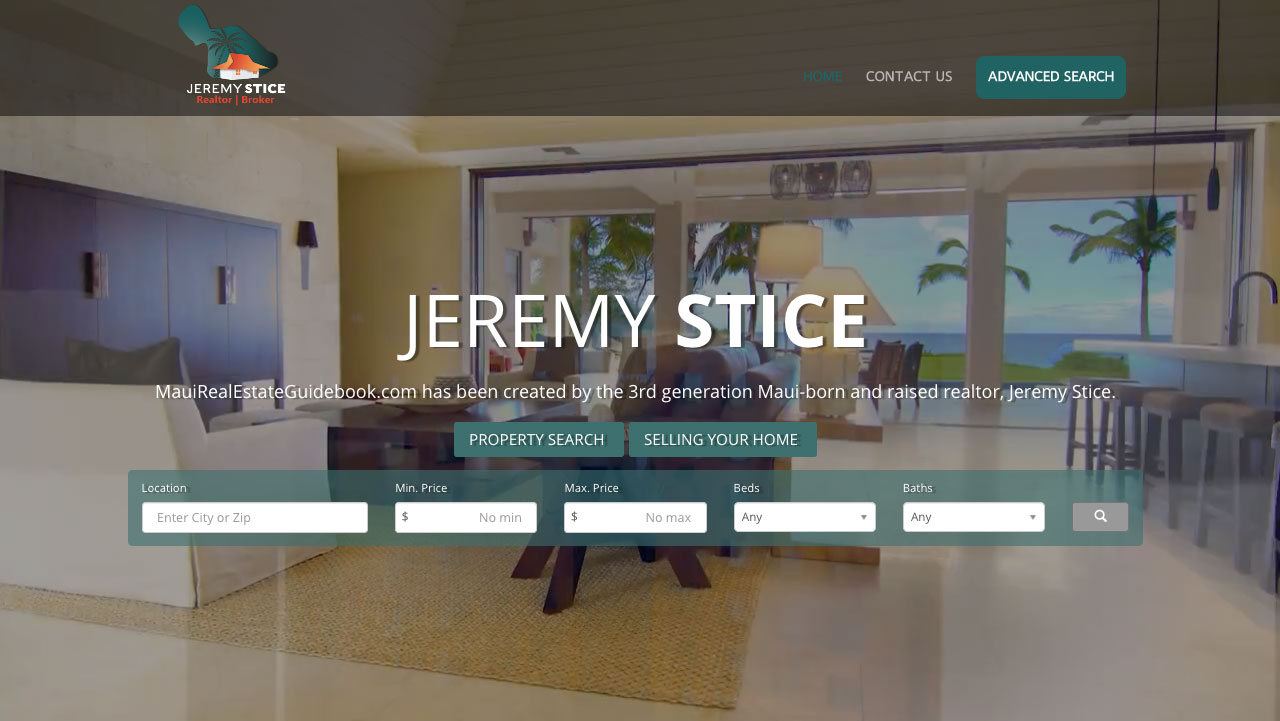 JEREMY STICE
Realtor | Broker
HOME
CONTACT US
ADVANCED SEARCH
JEREMY STICE
MauiRealEstateGuidebook.com has been created by the 3rd generation Maui-born and raised realtor, Jeremy Stice.
PROPERTY SEARCH
SELLING YOUR HOME
Location
Min. Price
Max. Price
Beds
Baths
Enter City or Zip
$ No min
$ No max
Any
Any